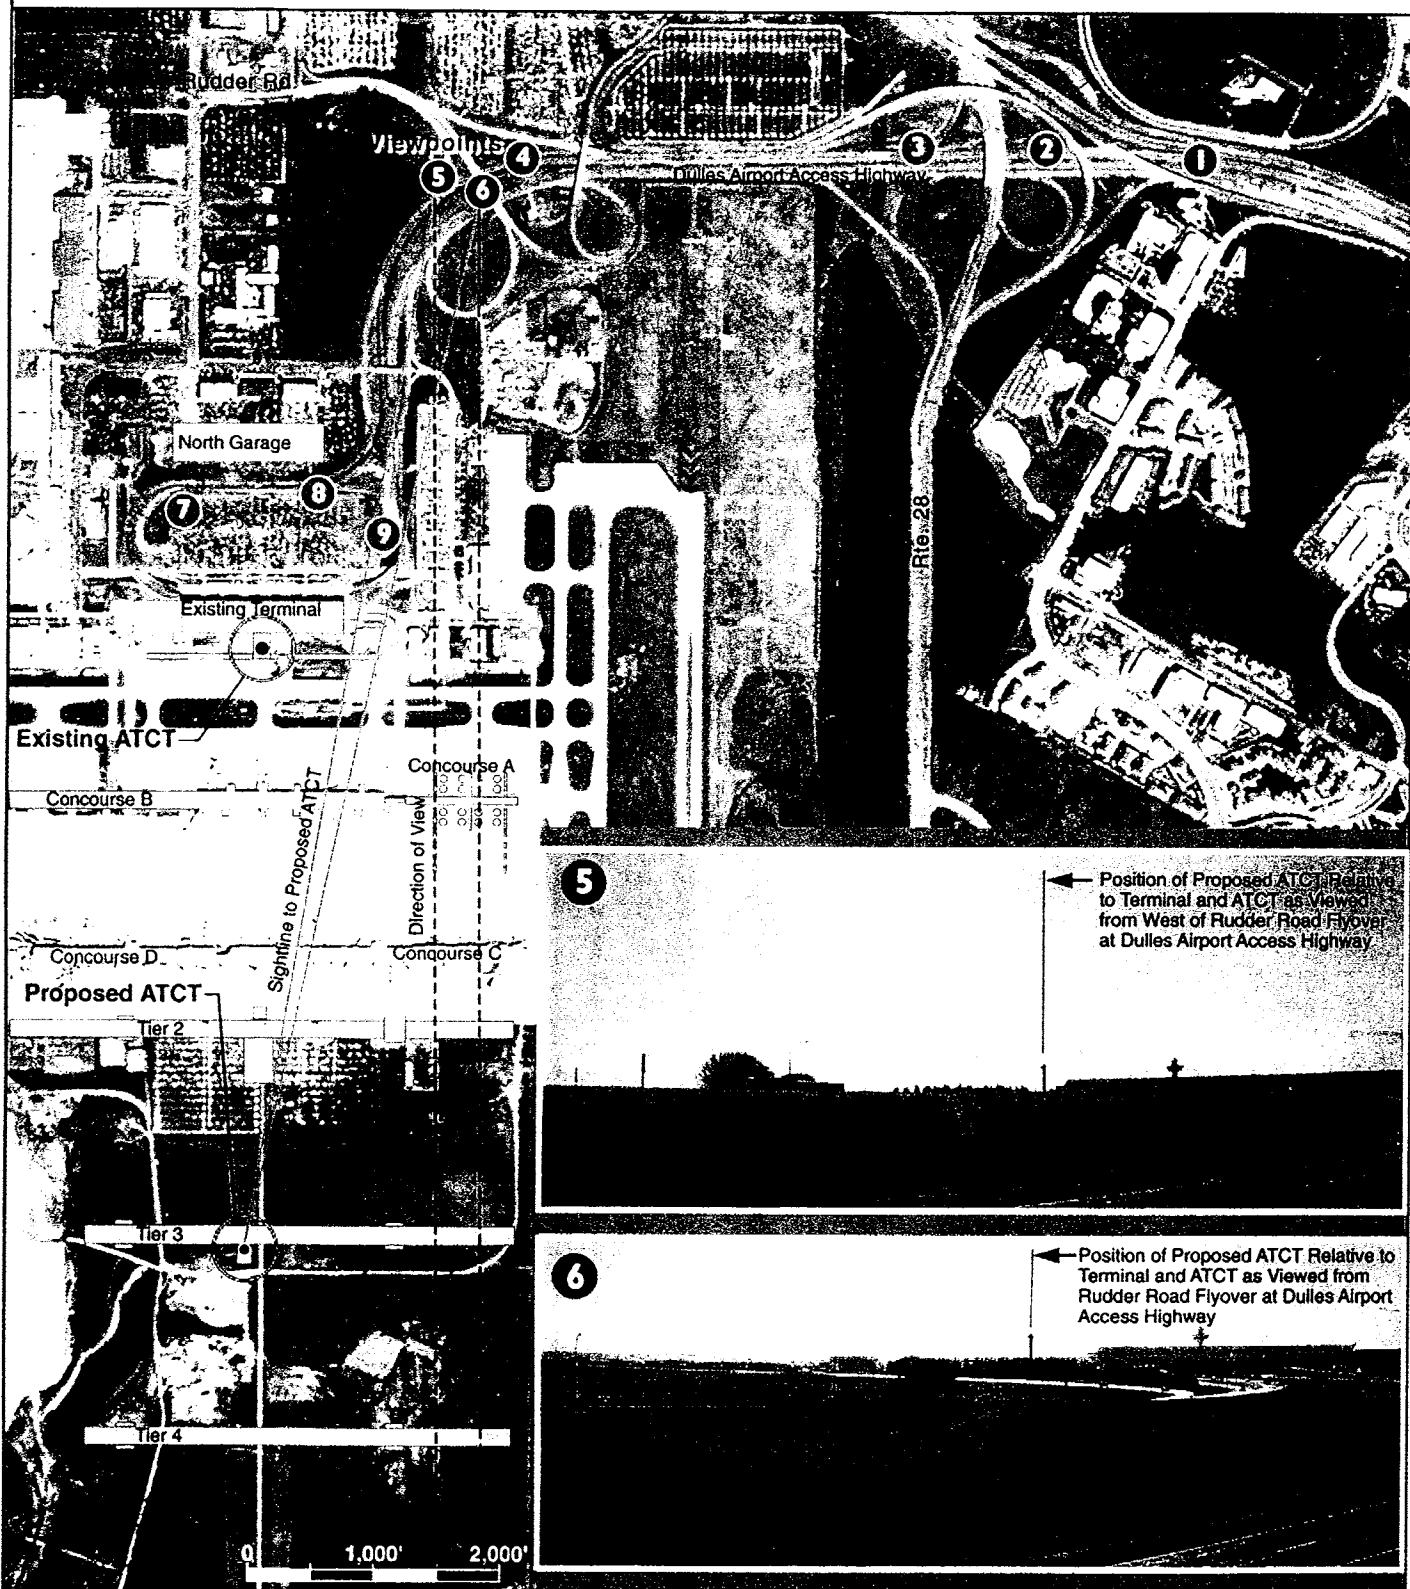 Rudder Rd
Viewpoints
4
5
6
3
2
1
Dulles Airport Access Highway
North Garage
7
8
9
Rte. 28
Existing Terminal
Existing ATCT
Concourse A
Concourse B
Sightline to Proposed ATCT
Direction of View
Concourse D
Concourse C
Proposed ATCT
Tier 2
Tier 3
Tier 4
0 1,000' 2,000'
5
Position of Proposed ATCT Relative
to Terminal and ATCT as Viewed
from West of Rudder Road Flyover
at Dulles Airport Access Highway
6
Position of Proposed ATCT Relative to
Terminal and ATCT as Viewed from
Rudder Road Flyover at Dulles Airport
Access Highway